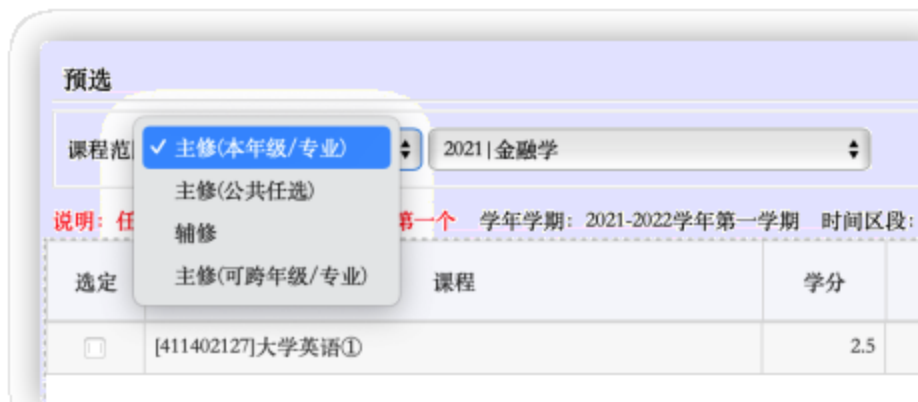 预选
课程范
✓ 主修(本年级/专业)
2021|金融学
主修(公共任选)
说明：任
第一个 学年学期：2021-2022学年第一学期 时间区段：
辅修
主修(可跨年级/专业)
选定 课程 学分
[411402127]大学英语① 2.5